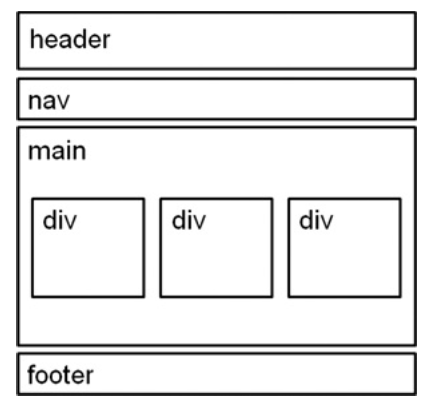 header
nav
main
div div div
footer